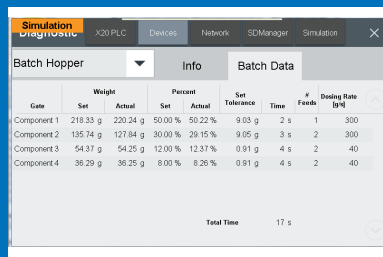 Simulation
Diagnostic
X20 PLC
Devices
Network
SDManager
Simulation
Batch Hopper
Info
Batch Data
Weight
Percent
Set
#
Dosing Rate
Gate Set Actual Set Actual Tolerance Time Feeds [g/s]
Component 1 218.33 g 220.24 g 50.00 % 50.22 % 9.03 g 2 s 1 300
Component 2 135.74 g 127.84 g 30.00 % 29.15 % 9.05 g 3 s 2 300
Component 3 54.37 g 54.25 g 12.00 % 12.37 % 0.91 g 4 s 2 40
Component 4 36.29 g 36.25 g 8.00 % 8.26 % 0.91 g 4 s 2 40
Total Time 17 s